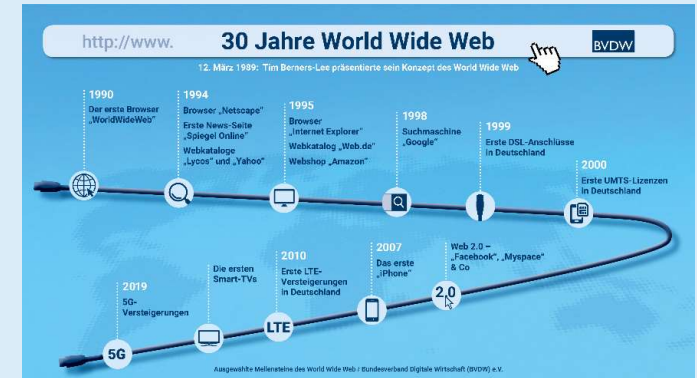 http://www.
30 Jahre World Wide Web
BVDW
12. März 1989: Tim Berners-Lee präsentierte sein Konzept des World Wide Web
1990
Der erste Browser
„WorldWideWeb"
1994
Browser „Netscape"
Erste News-Seite
„Spiegel Online"
Webkataloge
„Lycos" und „Yahoo"
1995
Browser
„Internet Explorer"
Webkatalog „Web.de"
Webshop „Amazon"
1998
Suchmaschine
„Google"
1999
Erste DSL-Anschlüsse
in Deutschland
2000
Erste UMTS-Lizenzen
in Deutschland
Web 2.0 –
„Facebook", „Myspace"
& Co
2.0
2007
Das erste
„iPhone"
2010
Erste LTE-
Versteigerungen
in Deutschland
LTE
Die ersten
Smart-TVs
2019
5G-
Versteigerungen
5G
Ausgewählte Meilensteine des World Wide Web / Bundesverband Digitale Wirtschaft (BVDW) e.V.